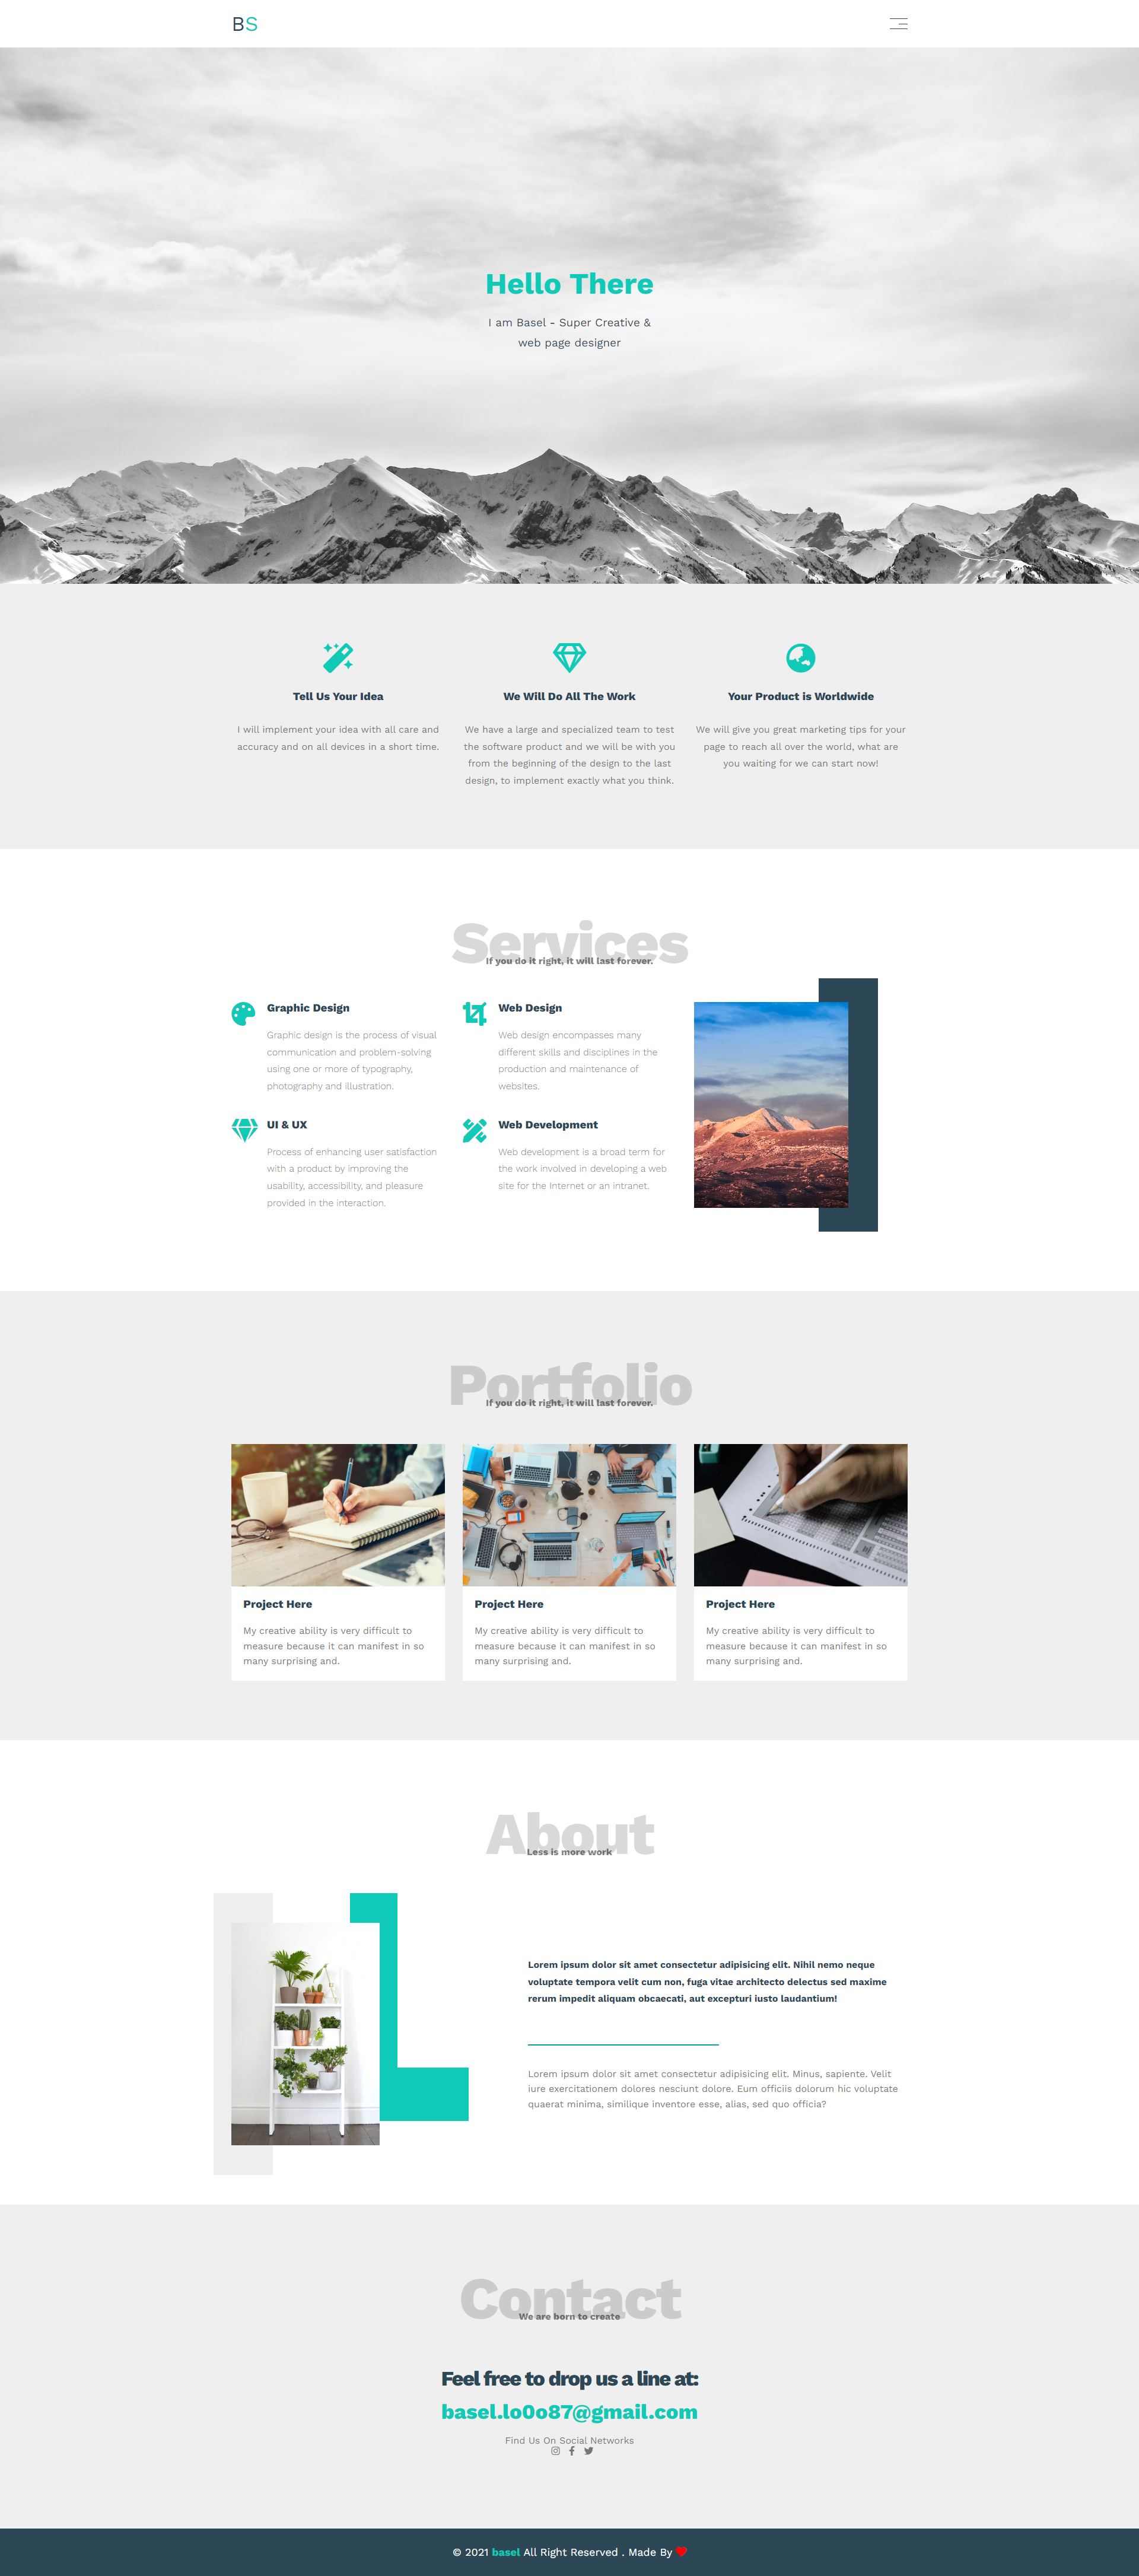 BS
Hello There
I am Basel - Super Creative &
web page designer
Tell Us Your Idea
I will implement your idea with all care and
accuracy and on all devices in a short time.
We Will Do All The Work
We have a large and specialized team to test
the software product and we will be with you
from the beginning of the design to the last
design, to implement exactly what you think.
Your Product is Worldwide
We will give you great marketing tips for your
page to reach all over the world, what are
you waiting for we can start now!
Services
If you do it right, it will last forever.
Graphic Design
Graphic design is the process of visual
communication and problem-solving
using one or more of typography,
photography and illustration.
Web Design
Web design encompasses many
different skills and disciplines in the
production and maintenance of
websites.
UI & UX
Process of enhancing user satisfaction
with a product by improving the
usability, accessibility, and pleasure
provided in the interaction.
Web Development
Web development is a broad term for
the work involved in developing a web
site for the Internet or an intranet.
Portfolio
If you do it right, it will last forever.
Project Here
My creative ability is very difficult to
measure because it can manifest in so
many surprising and.
Project Here
My creative ability is very difficult to
measure because it can manifest in so
many surprising and.
Project Here
My creative ability is very difficult to
measure because it can manifest in so
many surprising and.
About
Less is more work
Lorem ipsum dolor sit amet consectetur adipisicing elit. Nihil nemo neque
voluptate tempora velit cum non, fuga vitae architecto delectus sed maxime
rerum impedit aliquam obcaecati, aut excepturi iusto laudantium!
Lorem ipsum dolor sit amet consectetur adipisicing elit. Minus, sapiente. Velit
iure exercitationem dolores nesciunt dolore. Eum officiis dolorum hic voluptate
quaerat minima, similique inventore esse, alias, sed quo officia?
Contact
We are born to create
Feel free to drop us a line at:
basel.lo0o87@gmail.com
Find Us On Social Networks
© 2021 basel All Right Reserved . Made By